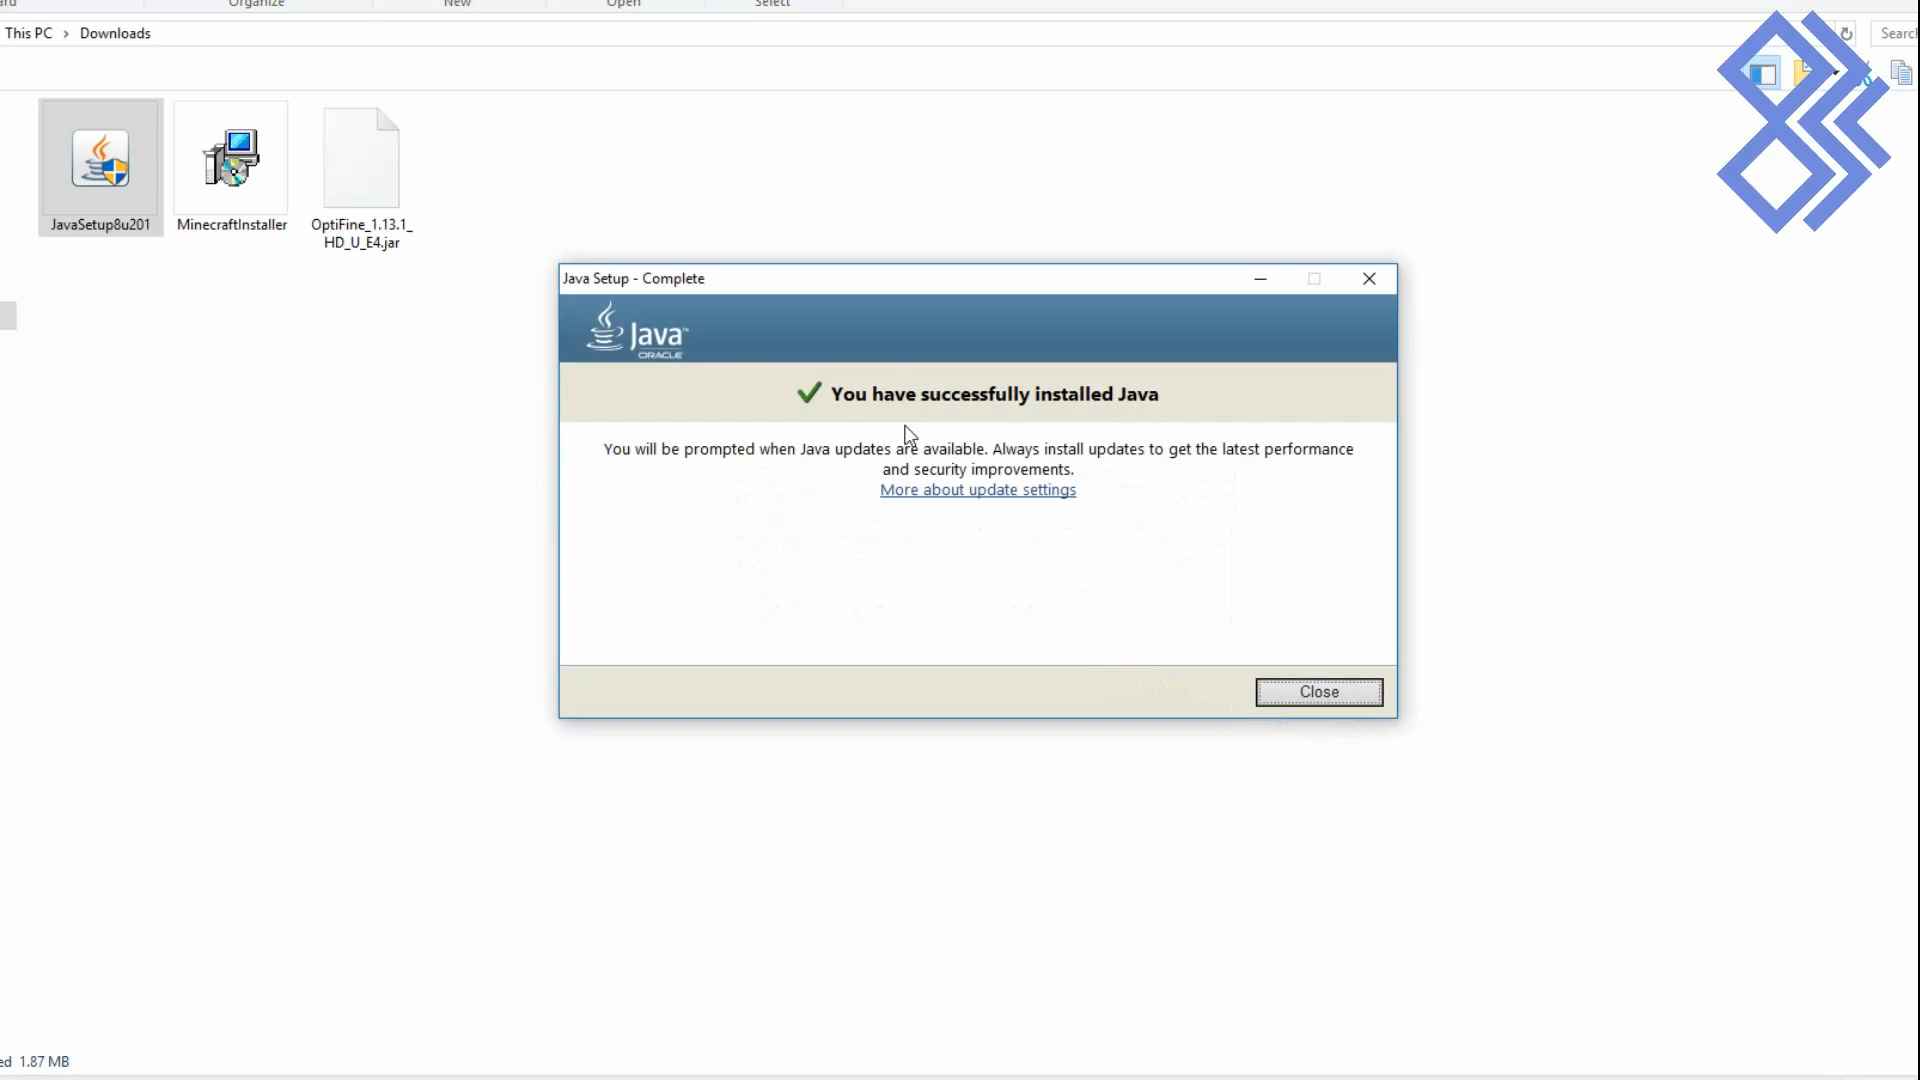 Organize
New
Open
Select
This PC > Downloads
Search
JavaSetup8u201
MinecraftInstaller
OptiFine_1.13.1_
HD_U_E4.jar
Java Setup - Complete
Java™
ORACLE
You have successfully installed Java
You will be prompted when Java updates are available. Always install updates to get the latest performance
and security improvements.
More about update settings
Close
1.87 MB